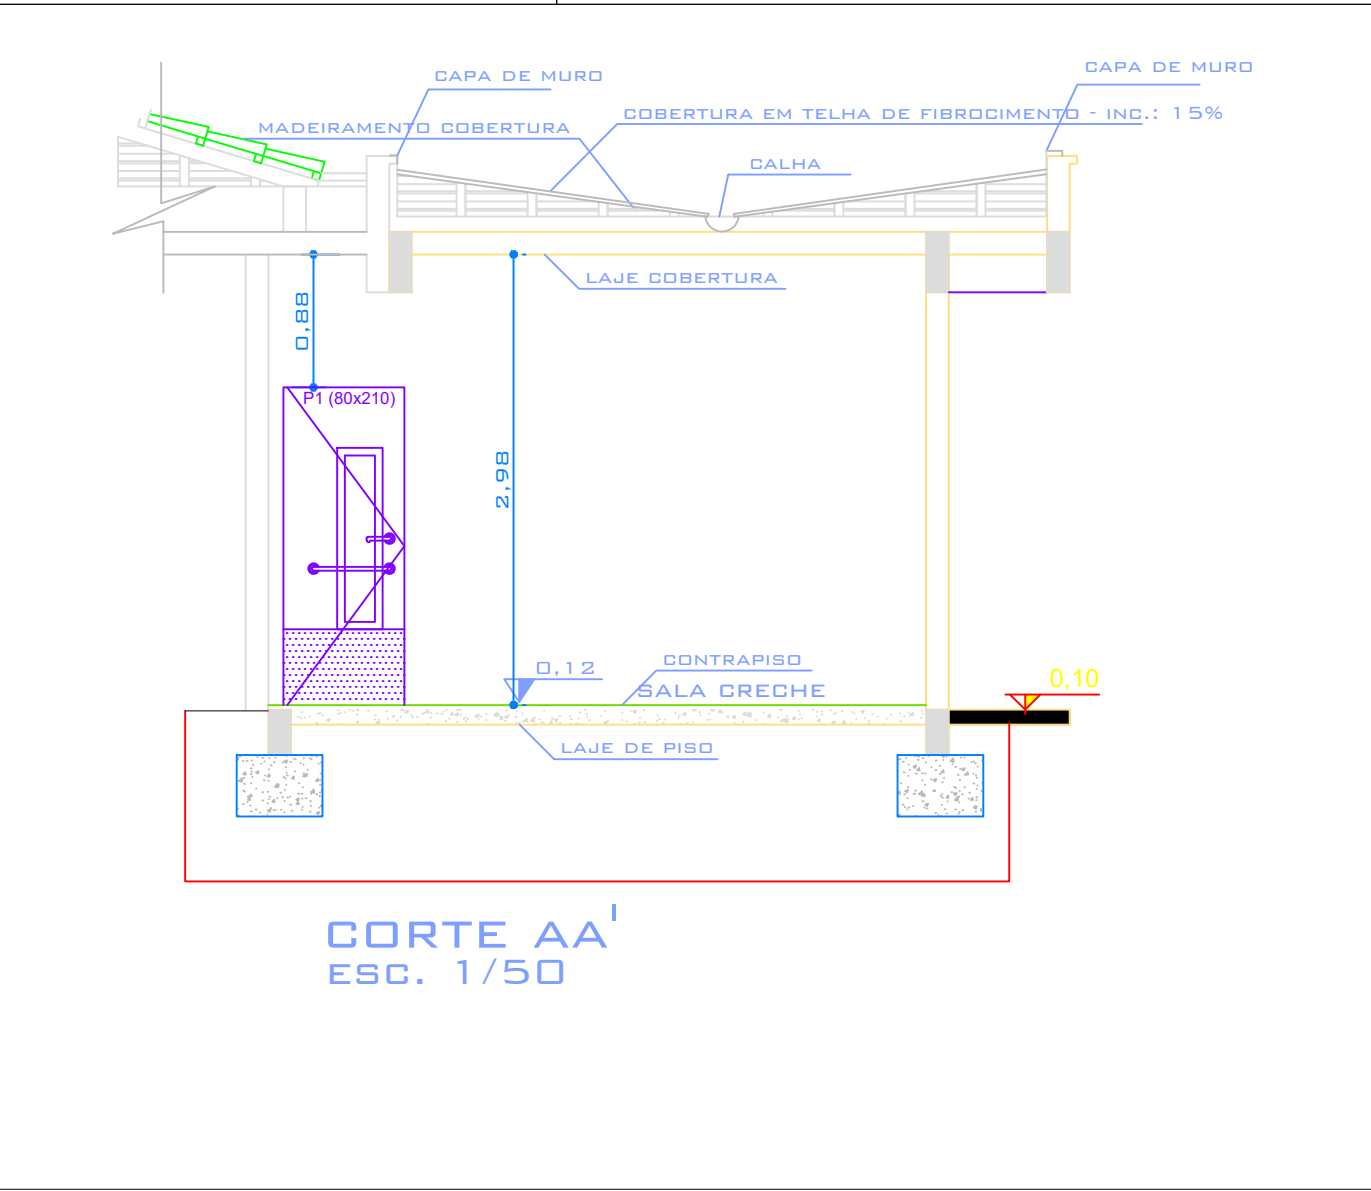 CAPA DE MURO
CAPA DE MURO
COBERTURA EM TELHA DE FIBROCIMENTO - INC.: 15%
MADEIRAMENTO COBERTURA
CALHA
LAJE COBERTURA
0,88
P1 (80x210)
2,98
0,12
CONTRAPISO
SALA CRECHE
0,10
LAJE DE PISO
CORTE AA'
ESC. 1/50